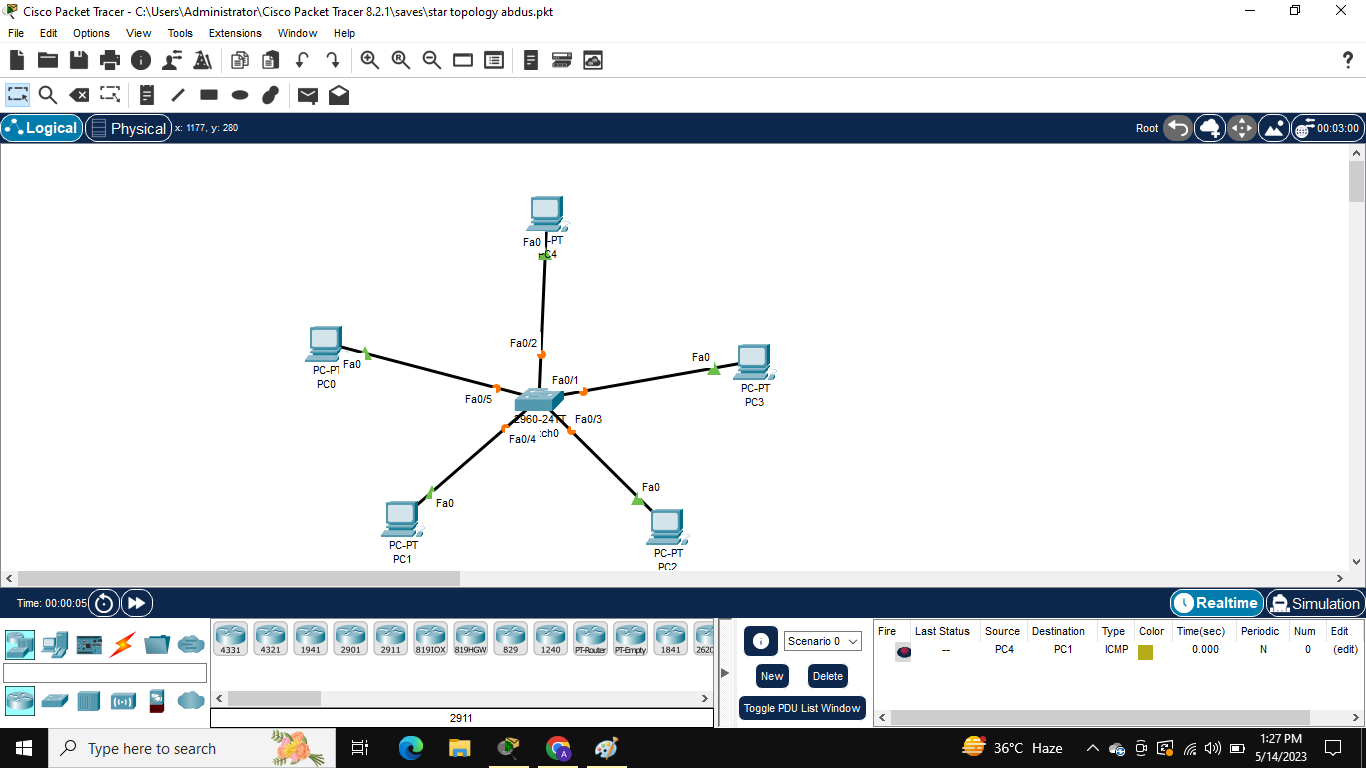 Cisco Packet Tracer - C:\Users\Administrator\Cisco Packet Tracer 8.2.1\saves\star topology abdus.pkt
File Edit Options View Tools Extensions Window Help
Logical Physical x: 1177, y: 280 Root 00:03:00
Fa0 -PT
C4
Fa0/2
Fa0
PC0
Fa0
PC-PT
PC3
Fa0/1
Fa0/5
2960-24TT
Fa0/3
Fa0/4
Fa0
PC-PT
PC1
Fa0
PC-PT
PC2
Time: 00:00:05 Realtime Simulation
4331 4321 1941 2901 2911 819IOX 819HGW 829 1240 PT-Router PT-Empty 1841 2620
2911
Scenario 0
New Delete
Toggle PDU List Window
Fire Last Status Source Destination Type Color Time(sec) Periodic Num Edit
-- PC4 PC1 ICMP 0.000 N 0 (edit)
Type here to search
36°C Haze
1:27 PM
5/14/2023